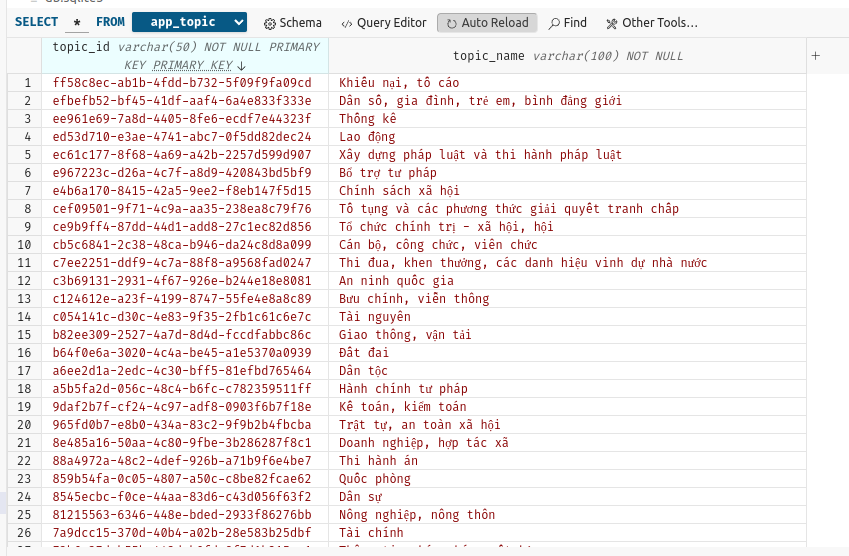 SELECT * FROM app_topic Schema Query Editor Auto Reload Find Other Tools...
topic_id varchar(50) NOT NULL PRIMARY KEY PRIMARY KEY ↓ topic_name varchar(100) NOT NULL +
1 ff58c8ec-ab1b-4fdd-b732-5f09f9fa09cd Khiếu nại, tố cáo
2 efbefb52-bf45-41df-aaf4-6a4e833f333e Dân số, gia đình, trẻ em, bình đẳng giới
3 ee961e69-7a8d-4405-8fe6-ecdf7e44323f Thống kê
4 ed53d710-e3ae-4741-abc7-0f5dd82dec24 Lao động
5 ec61c177-8f68-4a69-a42b-2257d599d907 Xây dựng pháp luật và thi hành pháp luật
6 e967223c-d26a-4c7f-a8d9-420843bd5bf9 Bổ trợ tư pháp
7 e4b6a170-8415-42a5-9ee2-f8eb147f5d15 Chính sách xã hội
8 cef09501-9f71-4c9a-aa35-238ea8c79f76 Tố tụng và các phương thức giải quyết tranh chấp
9 ce9b9ff4-87dd-44d1-add8-27c1ec82d856 Tổ chức chính trị - xã hội, hội
10 cb5c6841-2c38-48ca-b946-da24c8d8a099 Cán bộ, công chức, viên chức
11 c7ee2251-ddf9-4c7a-88f8-a9568fad0247 Thi đua, khen thưởng, các danh hiệu vinh dự nhà nước
12 c3b69131-2931-4f67-926e-b244e18e8081 An ninh quốc gia
13 c124612e-a23f-4199-8747-55fe4e8a8c89 Bưu chính, viễn thông
14 c054141c-d30c-4e83-9f35-2fb1c61c6e7c Tài nguyên
15 b82ee309-2527-4a7d-8d4d-fccdfabbc86c Giao thông, vận tải
16 b64f0e6a-3020-4c4a-be45-a1e5370a0939 Đất đai
17 a6ee2d1a-2edc-4c30-bff5-81efbd765464 Dân tộc
18 a5b5fa2d-056c-48c4-b6fc-c782359511ff Hành chính tư pháp
19 9daf2b7f-cf24-4c97-adf8-0903f6b7f18e Kế toán, kiểm toán
20 965fd0b7-e8b0-434a-83c2-9f9b2b4fbcba Trật tự, an toàn xã hội
21 8e485a16-50aa-4c80-9fbe-3b286287f8c1 Doanh nghiệp, hợp tác xã
22 88a4972a-48c2-4def-926b-a71b9f6e4be7 Thi hành án
23 859b54fa-0c05-4807-a50c-c8be82fcae62 Quốc phòng
24 8545ecbc-f0ce-44aa-83d6-c43d056f63f2 Dân sự
25 81215563-6346-448e-bded-2933f86276bb Nông nghiệp, nông thôn
26 7a9dcc15-370d-40b4-a02b-28e583b25dbf Tài chính